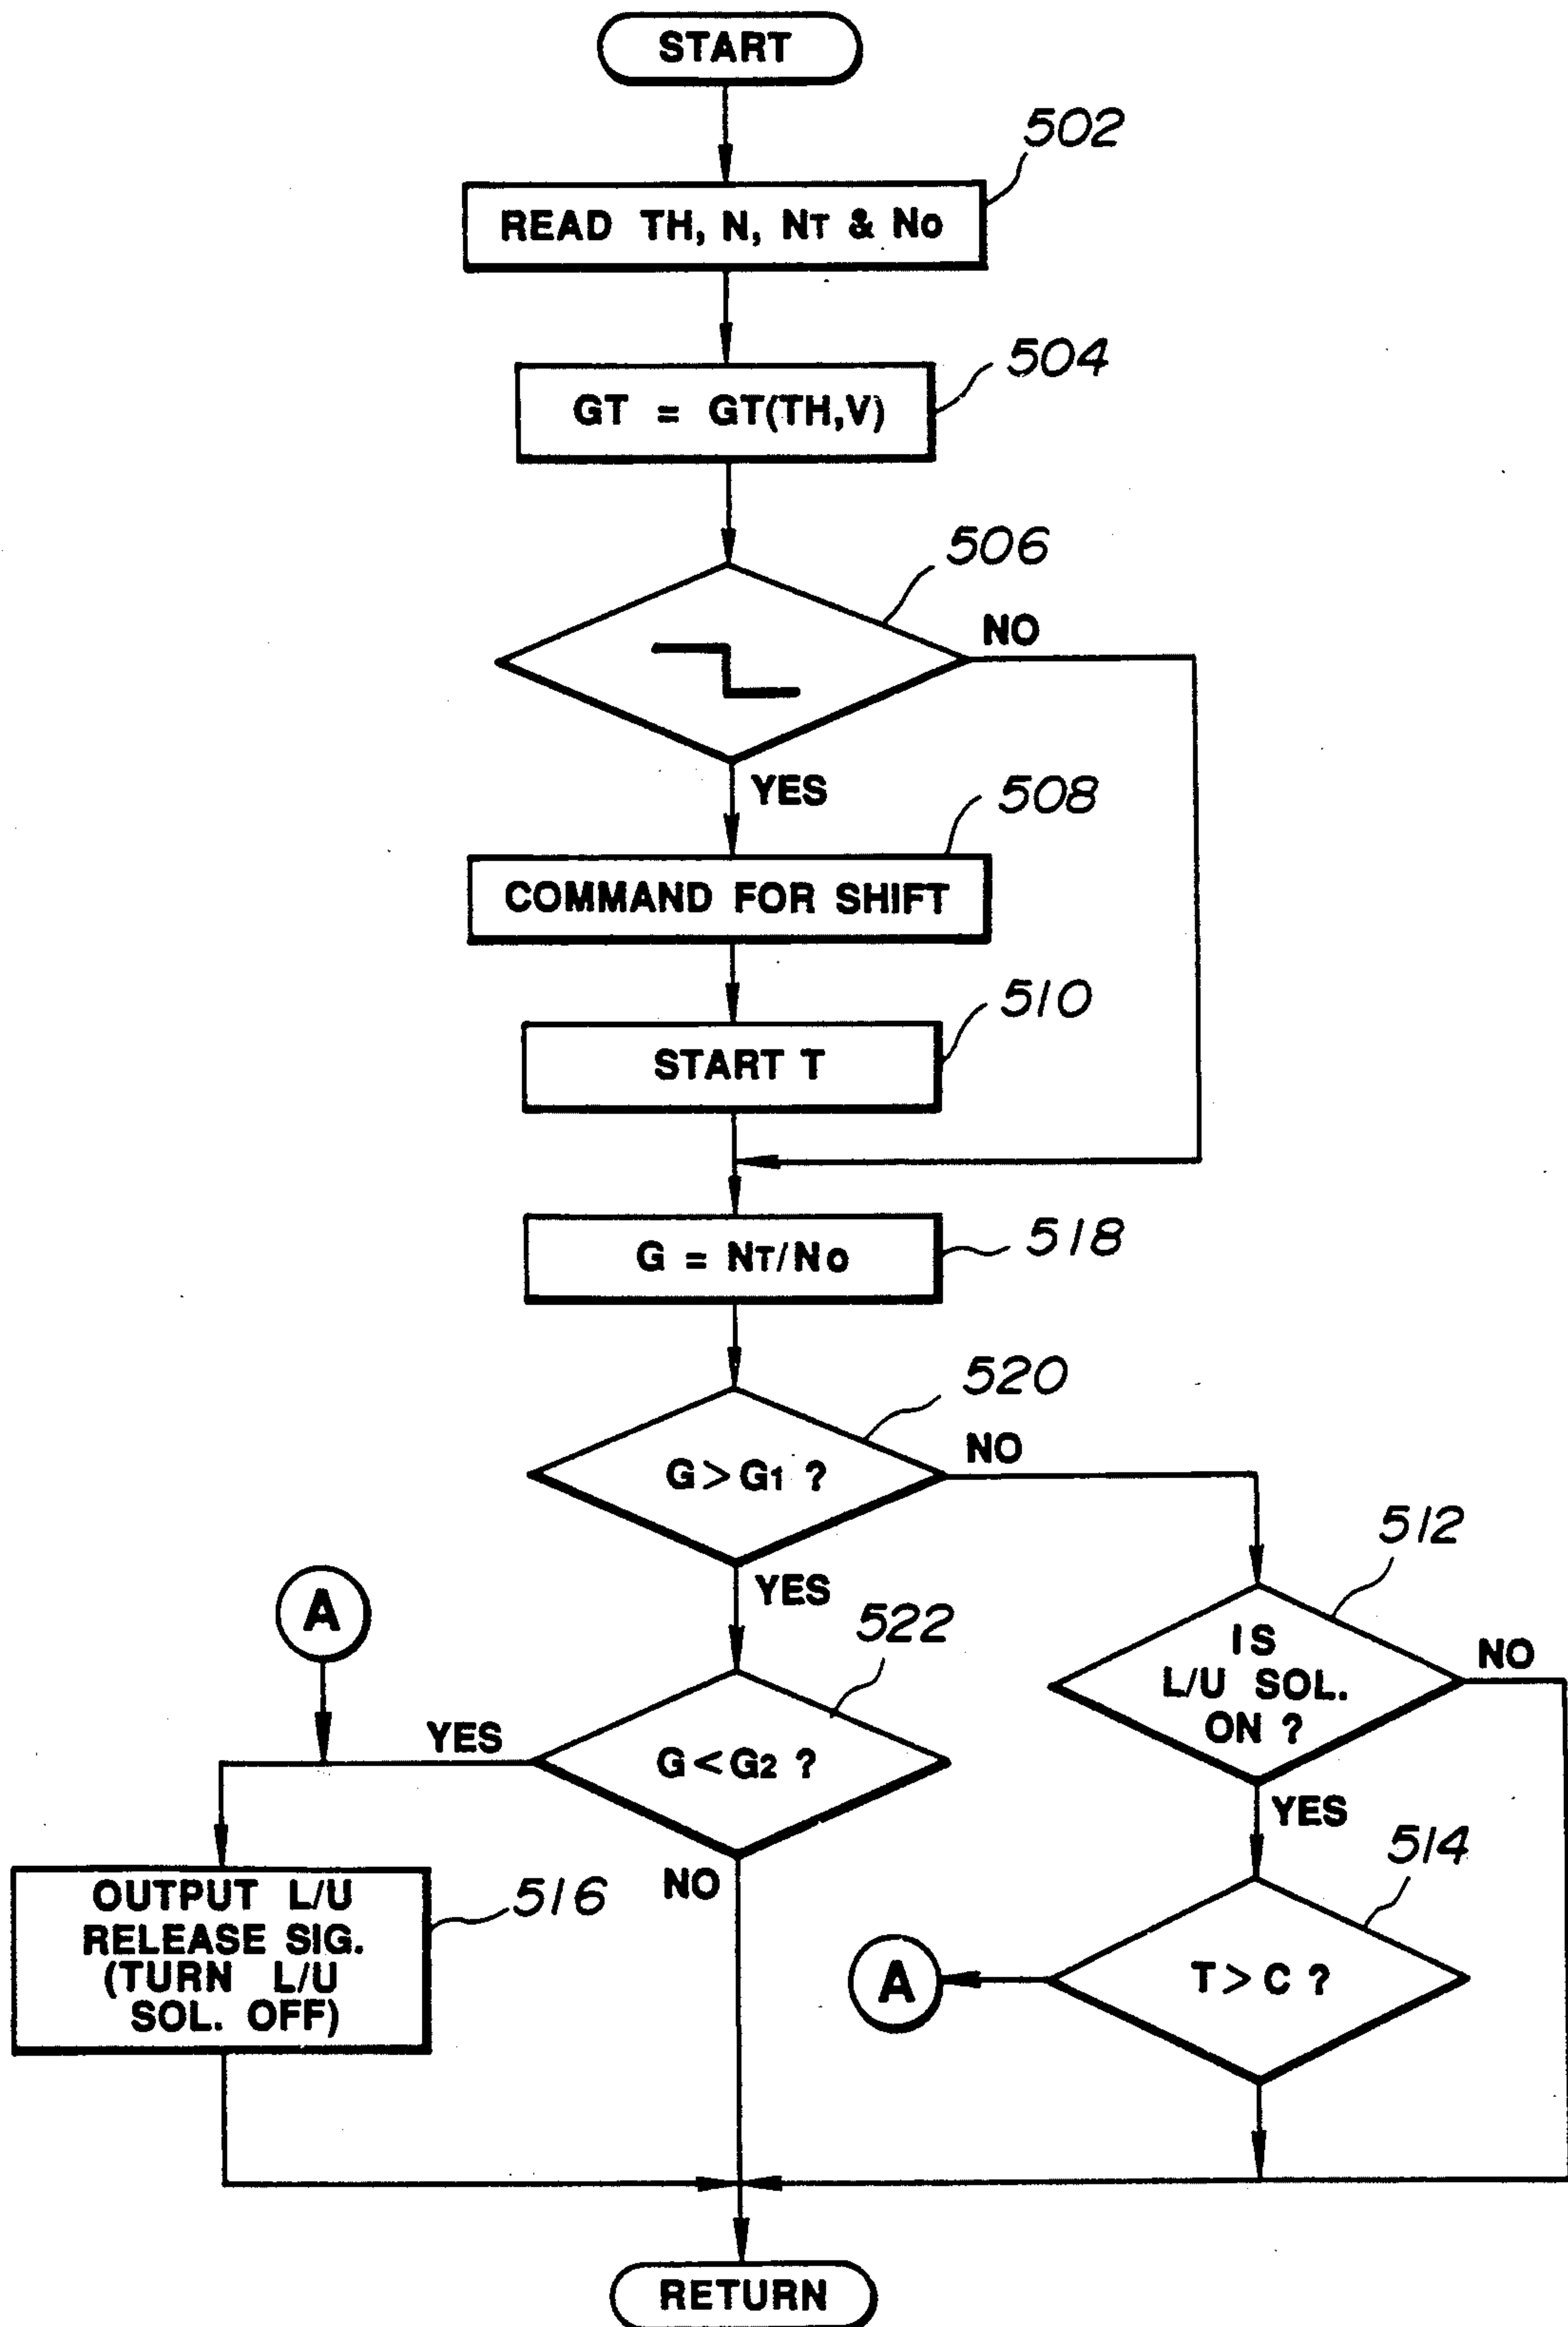 START
502
READ TH, N, NT & No
504
GT = GT(TH,V)
506
NO
YES
508
COMMAND FOR SHIFT
510
START T
518
G = NT/No
520
G > G1 ?
NO
YES
512
IS
L/U SOL.
ON ?
NO
YES
A
522
G < G2 ?
YES
NO
514
T > C ?
A
516
OUTPUT L/U
RELEASE SIG.
(TURN L/U
SOL. OFF)
RETURN